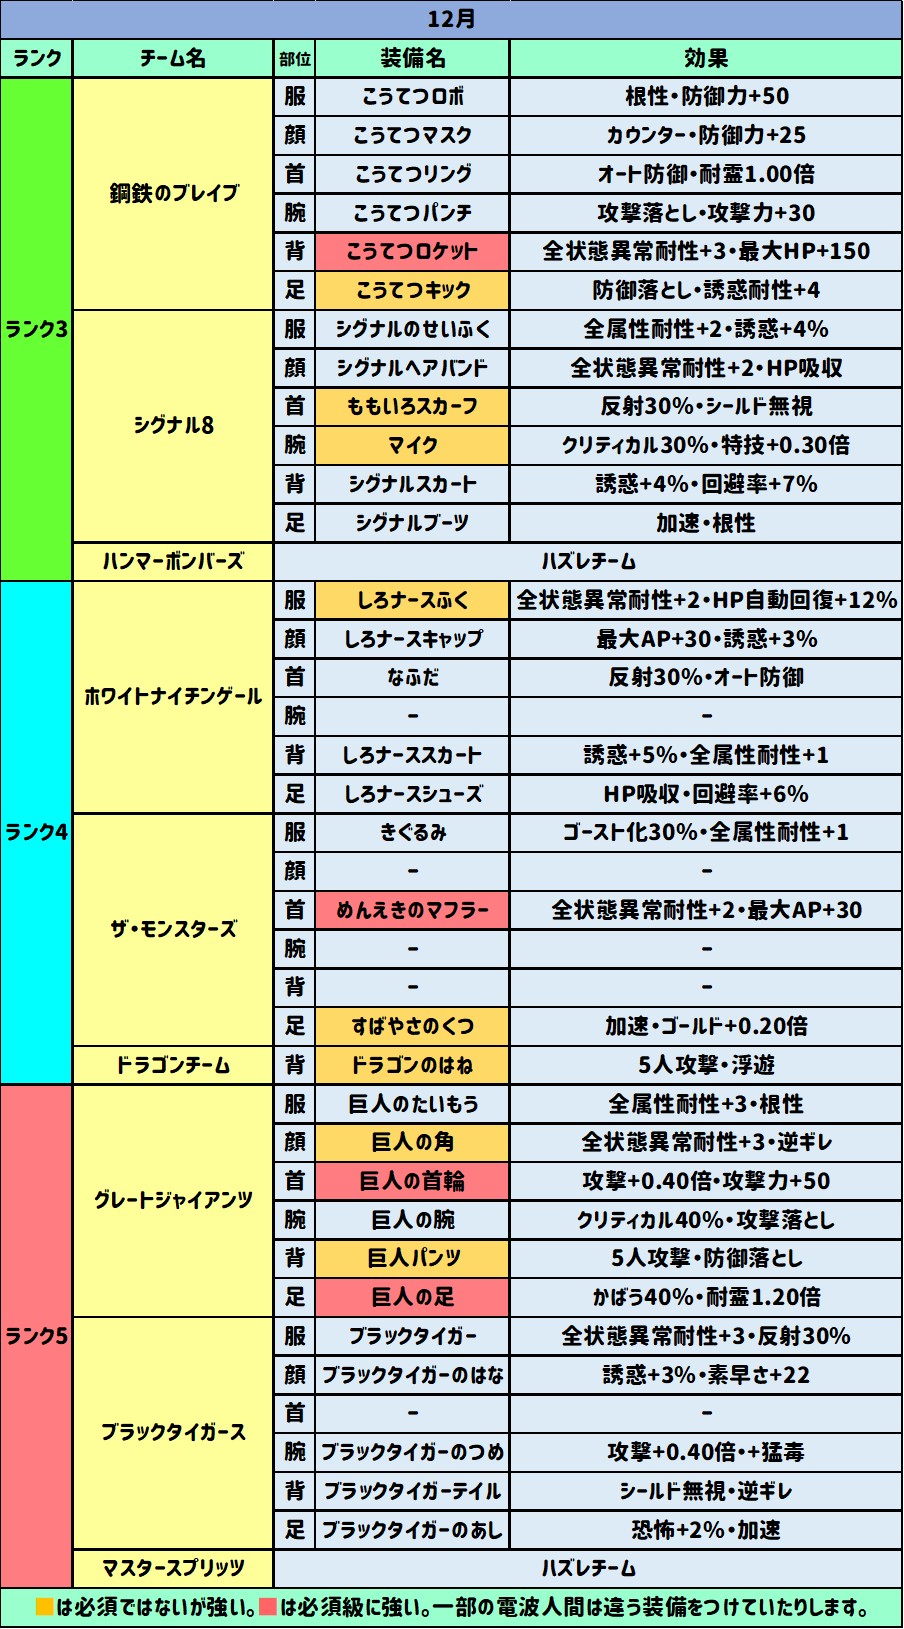 12月
ランク チーム名 部位 装備名 効果
ランク3
鋼鉄のブレイブ
服 こうてつロボ 根性・防御力+50
顔 こうてつマスク カウンター・防御力+25
首 こうてつリング オート防御・耐霊1.00倍
腕 こうてつパンチ 攻撃落とし・攻撃力+30
背 こうてつロケット 全状態異常耐性+3・最大HP+150
足 こうてつキック 防御落とし・誘惑耐性+4
シグナル8
服 シグナルのせいふく 全属性耐性+2・誘惑+4%
顔 シグナルヘアバンド 全状態異常耐性+2・HP吸収
首 ももいろスカーフ 反射30%・シールド無視
腕 マイク クリティカル30%・特技+0.30倍
背 シグナルスカート 誘惑+4%・回避率+7%
足 シグナルブーツ 加速・根性
ハンマーボンバーズ ハズレチーム
ランク4
ホワイトナイチンゲール
服 しろナースふく 全状態異常耐性+2・HP自動回復+12%
顔 しろナースキャップ 最大AP+30・誘惑+3%
首 なふだ 反射30%・オート防御
腕 - -
背 しろナーススカート 誘惑+5%・全属性耐性+1
足 しろナースシューズ HP吸収・回避率+6%
ザ・モンスターズ
服 きぐるみ ゴースト化30%・全属性耐性+1
顔 - -
首 めんえきのマフラー 全状態異常耐性+2・最大AP+30
腕 - -
背 - -
足 すばやさのくつ 加速・ゴールド+0.20倍
ドラゴンチーム 背 ドラゴンのはね 5人攻撃・浮遊
ランク5
グレートジャイアンツ
服 巨人のたいもう 全属性耐性+3・根性
顔 巨人の角 全状態異常耐性+3・逆ギレ
首 巨人の首輪 攻撃+0.40倍・攻撃力+50
腕 巨人の腕 クリティカル40%・攻撃落とし
背 巨人パンツ 5人攻撃・防御落とし
足 巨人の足 かばう40%・耐霊1.20倍
ブラックタイガース
服 ブラックタイガー 全状態異常耐性+3・反射30%
顔 ブラックタイガーのはな 誘惑+3%・素早さ+22
首 - -
腕 ブラックタイガーのつめ 攻撃+0.40倍・+猛毒
背 ブラックタイガーテイル シールド無視・逆ギレ
足 ブラックタイガーのあし 恐怖+2%・加速
マスタースプリッツ ハズレチーム
■は必須ではないが強い。■は必須級に強い。一部の電波人間は違う装備をつけていたりします。